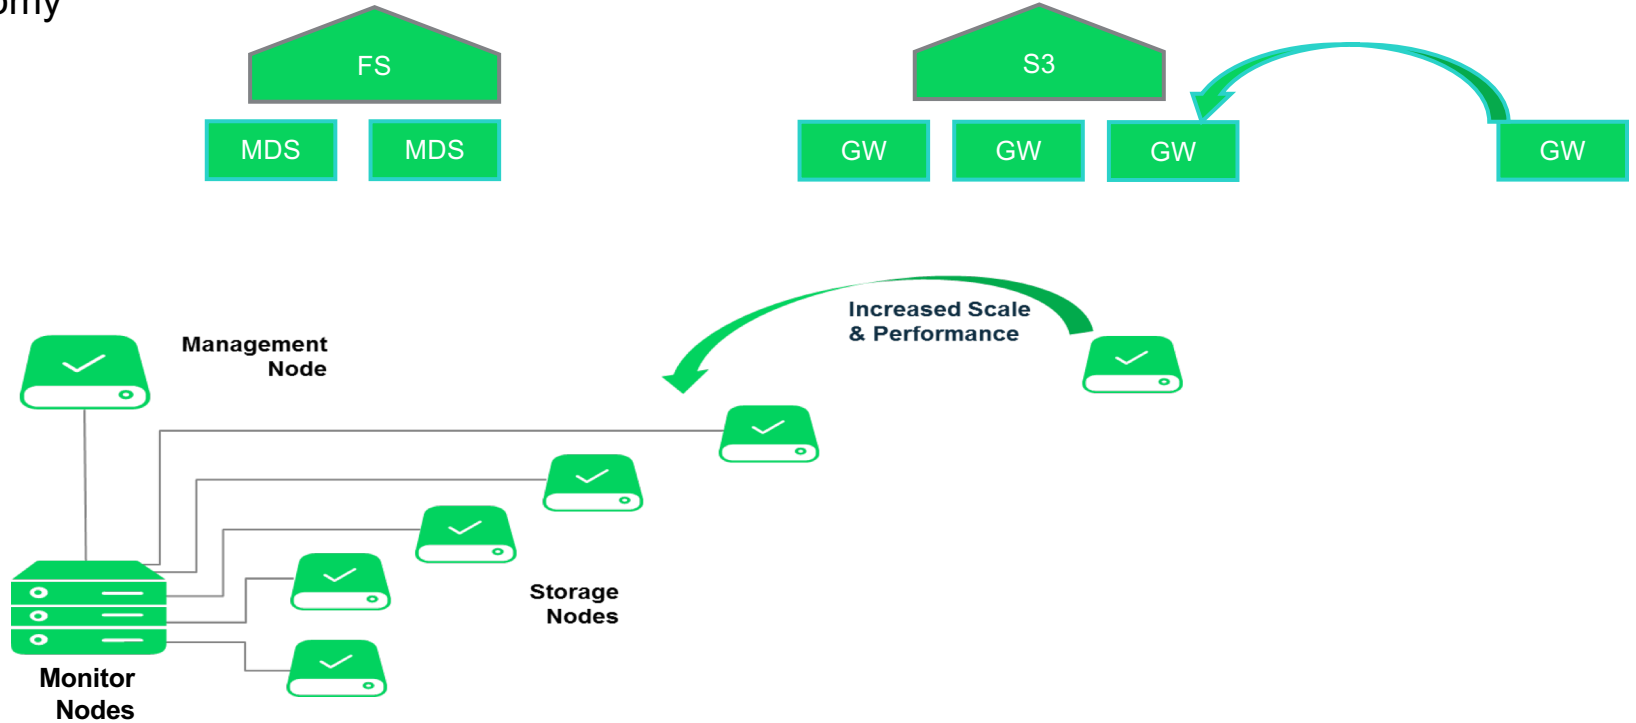 FS
S3
MDS
MDS
GW
GW
GW
GW
Increased Scale
& Performance
Management
Node
Storage
Nodes
Monitor
Nodes